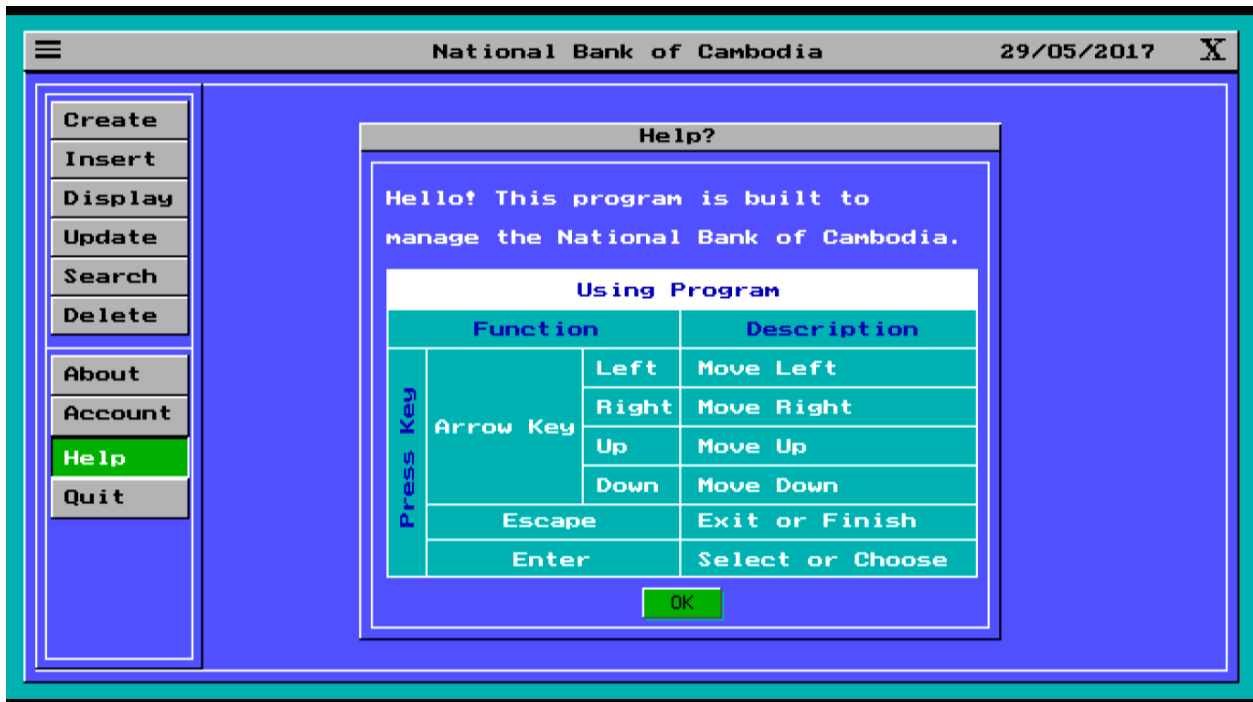 National Bank of Cambodia 29/05/2017 X
Create
Insert
Display
Update
Search
Delete
About
Account
Help
Quit
Help?
Hello! This program is built to
manage the National Bank of Cambodia.
Using Program
Function Description
Press Key
Arrow Key
Left Move Left
Right Move Right
Up Move Up
Down Move Down
Escape Exit or Finish
Enter Select or Choose
OK